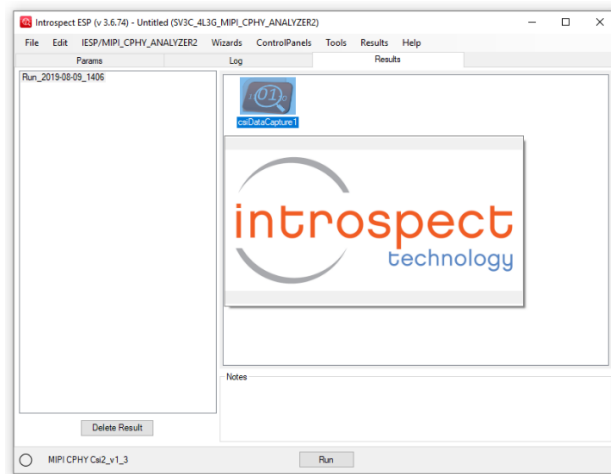 Introspect ESP (v 3.6.74) - Untitled (SV3C_4L3G_MIPI_CPHY_ANALYZER2)
File Edit IESP/MIPI_CPHY_ANALYZER2 Wizards ControlPanels Tools Results Help
Params Log Results
Run_2019-08-09_1406
01
csiDataCapture1
introspect
technology
Notes
Delete Result
MIPI CPHY Csi2_v1_3 Run